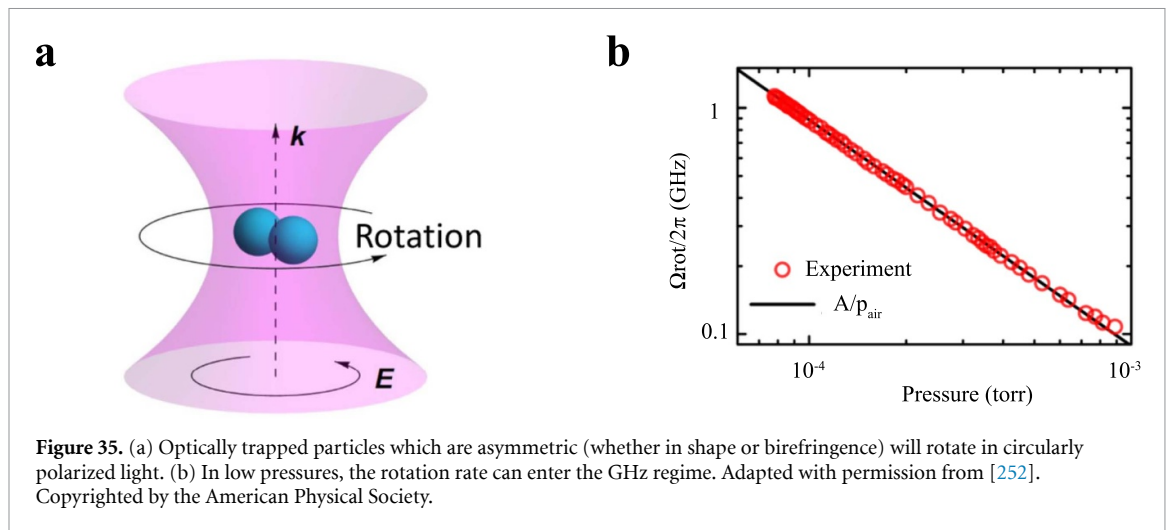 a
k
Rotation
E
b
Ωrot/2π (GHz)
1
0.1
Experiment
A/pair
10-4
10-3
Pressure (torr)
Figure 35. (a) Optically trapped particles which are asymmetric (whether in shape or birefringence) will rotate in circularly
polarized light. (b) In low pressures, the rotation rate can enter the GHz regime. Adapted with permission from [252].
Copyrighted by the American Physical Society.